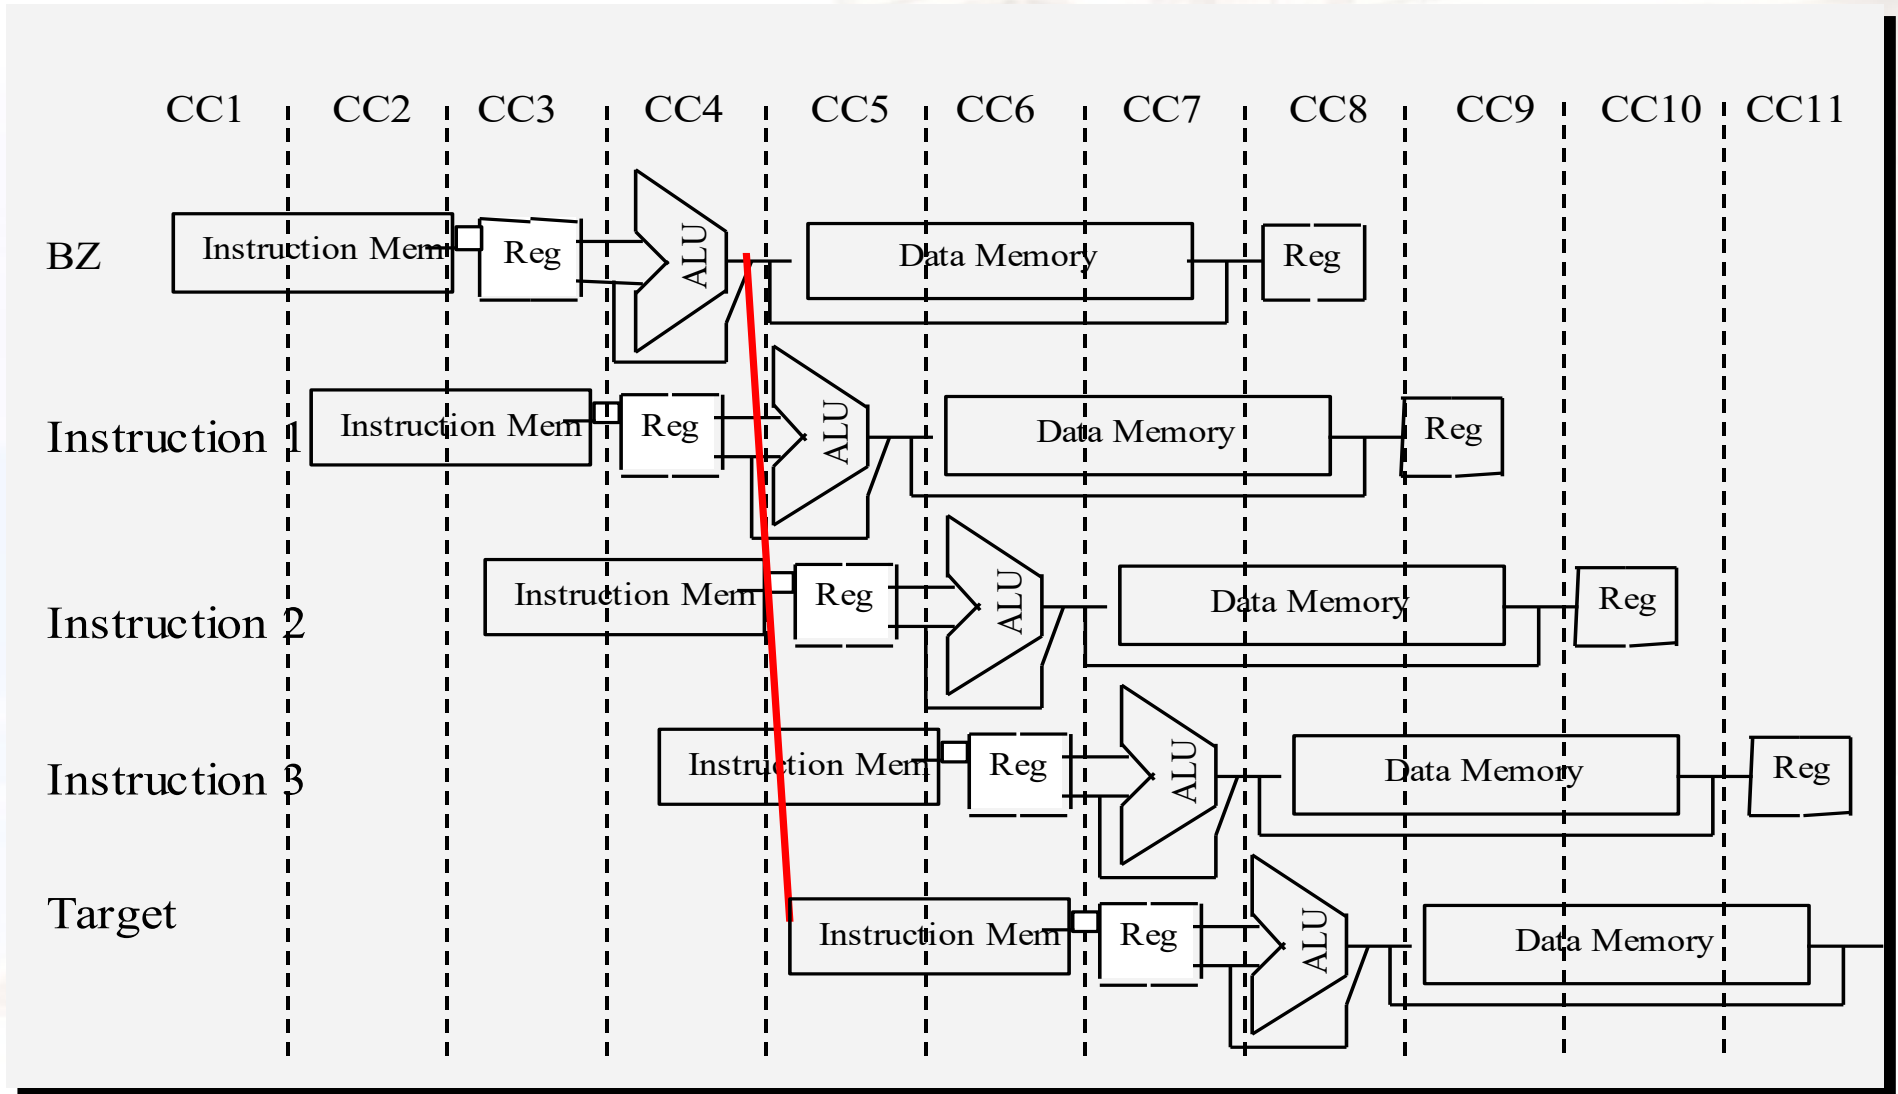 CC1 CC2 CC3 CC4 CC5 CC6 CC7 CC8 CC9 CC10 CC11
BZ Instruction Mem Reg ALU Data Memory Reg
Instruction 1 Instruction Mem Reg ALU Data Memory Reg
Instruction 2 Instruction Mem Reg ALU Data Memory Reg
Instruction 3 Instruction Mem Reg ALU Data Memory Reg
Target Instruction Mem Reg ALU Data Memory